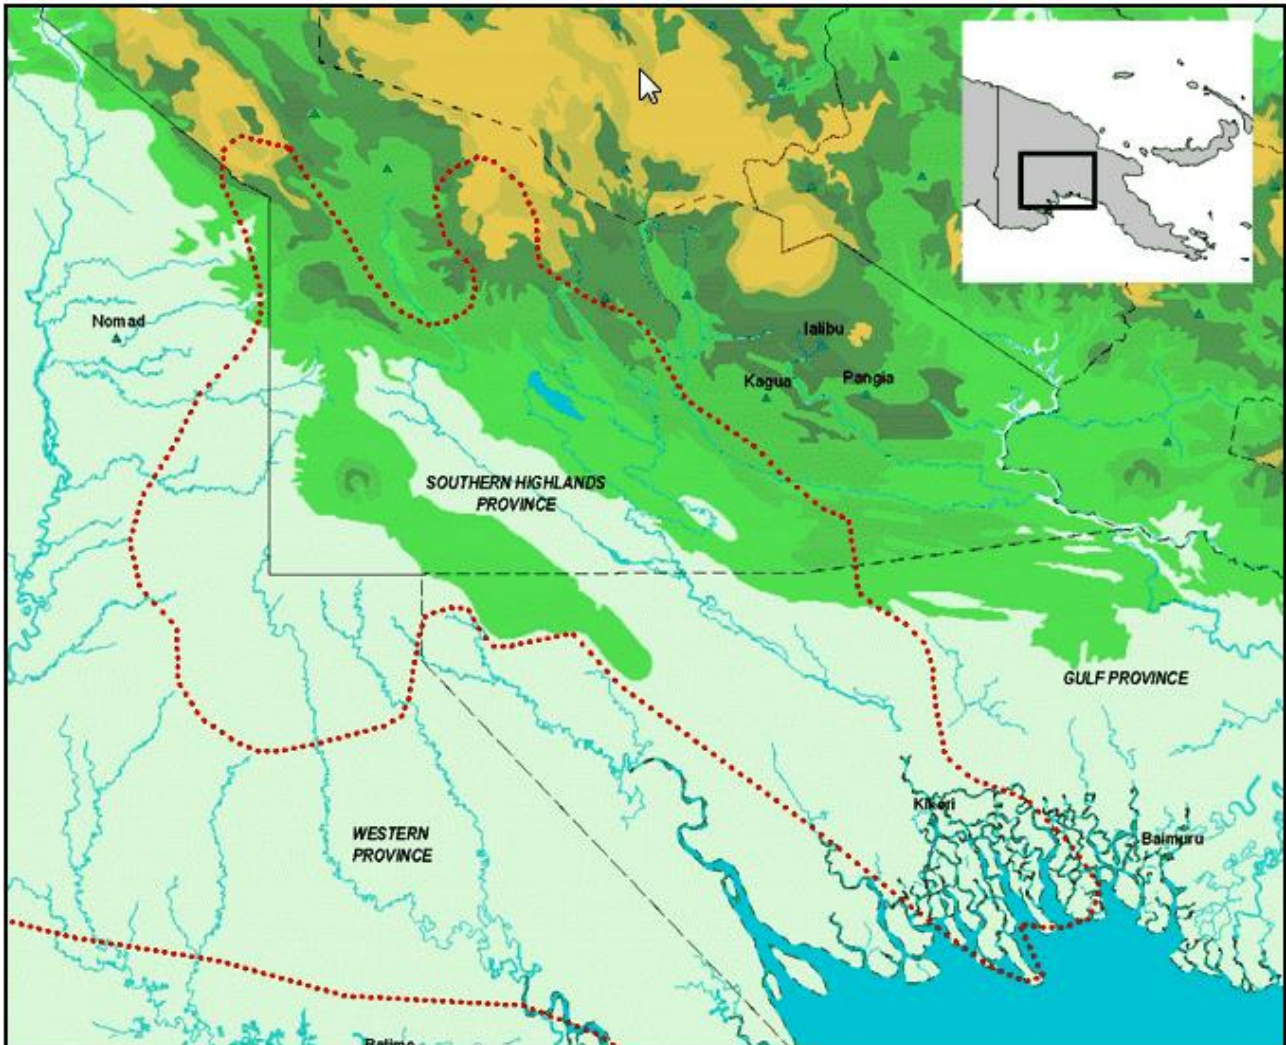 Nomad
Ialibu
Kagua
Pangia
SOUTHERN HIGHLANDS
PROVINCE
GULF PROVINCE
Kikori
Baimuru
WESTERN
PROVINCE